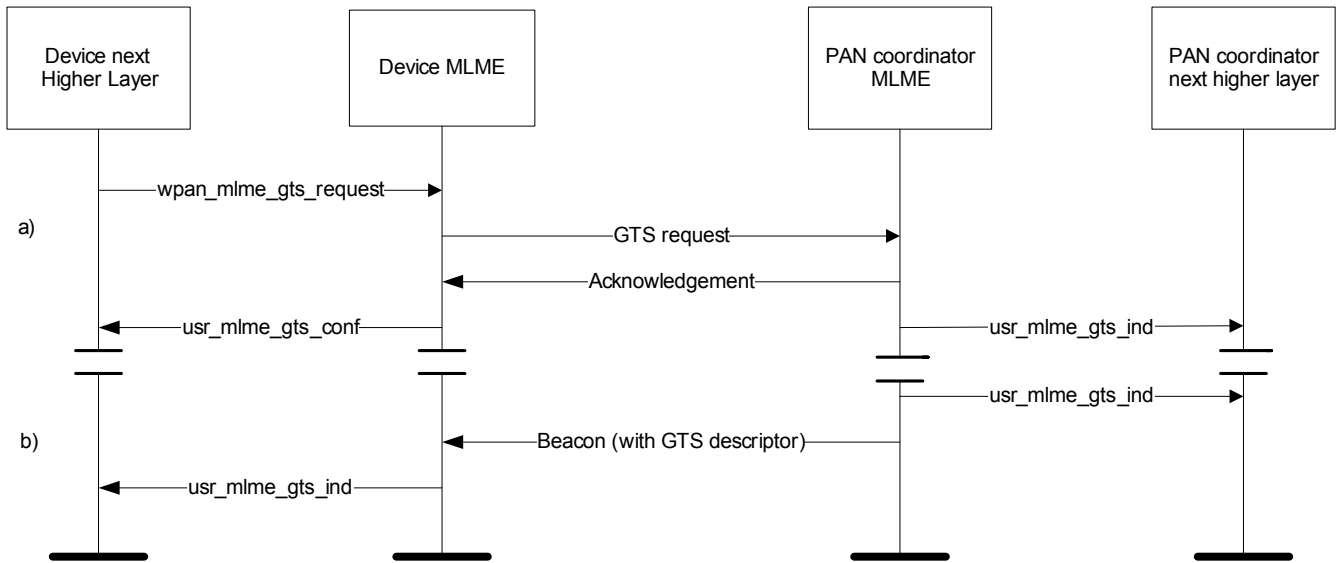 Device next
Higher Layer
Device MLME
PAN coordinator
MLME
PAN coordinator
next higher layer
wpan_mlme_gts_request
a)
GTS request
Acknowledgement
usr_mlme_gts_conf
usr_mlme_gts_ind
usr_mlme_gts_ind
b)
Beacon (with GTS descriptor)
usr_mlme_gts_ind